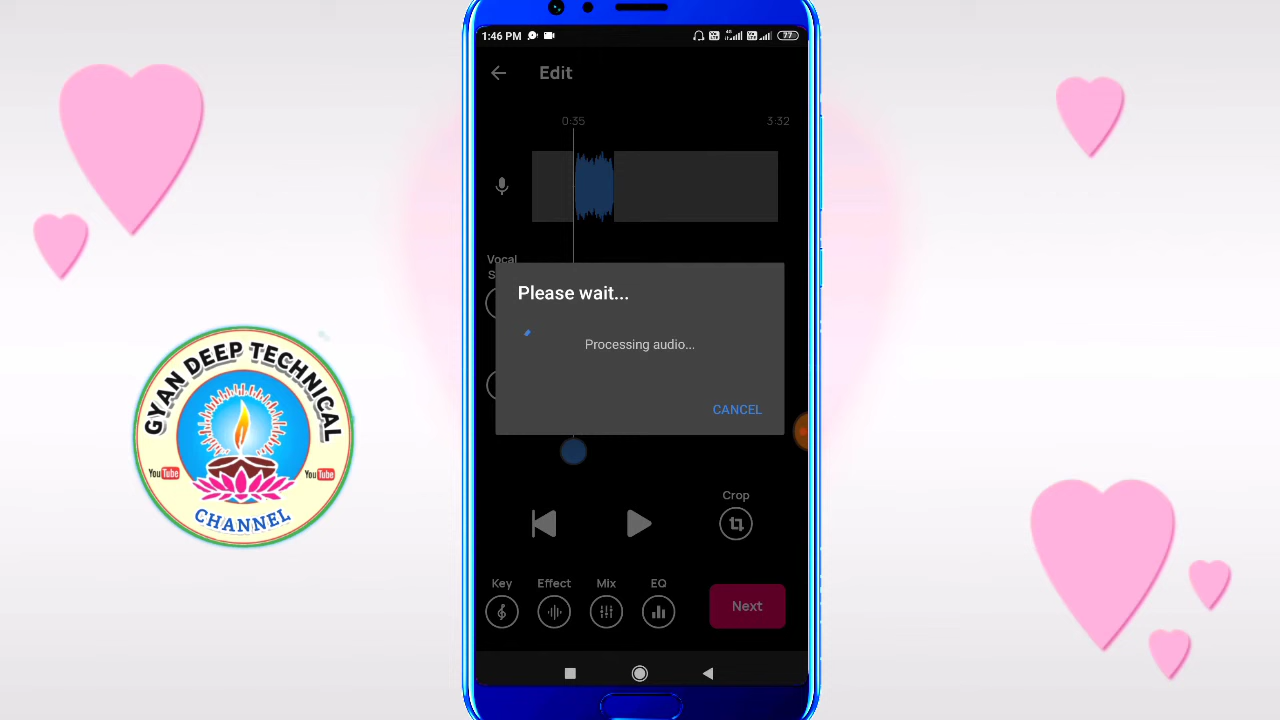 1:46 PM
77
Edit
0:35
3:32
Vocal
S
Please wait...
Processing audio...
CANCEL
Crop
Key
Effect
Mix
EQ
Next
GYAN DEEP TECHNICAL
YouTube
YouTube
CHANNEL